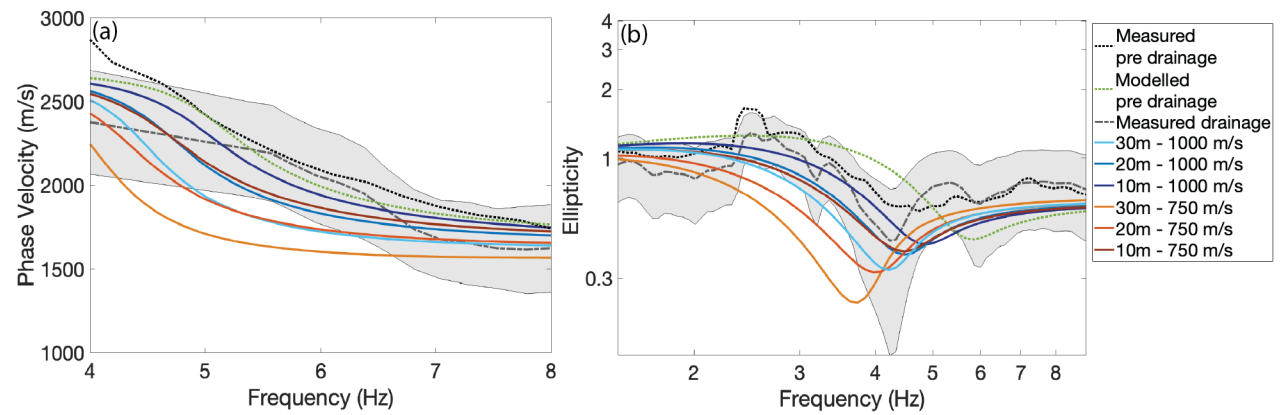 (a)
3000
2500
2000
1500
1000
Phase Velocity (m/s)
4 5 6 7 8
Frequency (Hz)
(b)
4
3
2
1
0.3
Ellipticity
2 3 4 5 6 7 8
Frequency (Hz)
Measured
pre drainage
Modelled
pre drainage
Measured drainage
30m - 1000 m/s
20m - 1000 m/s
10m - 1000 m/s
30m - 750 m/s
20m - 750 m/s
10m - 750 m/s